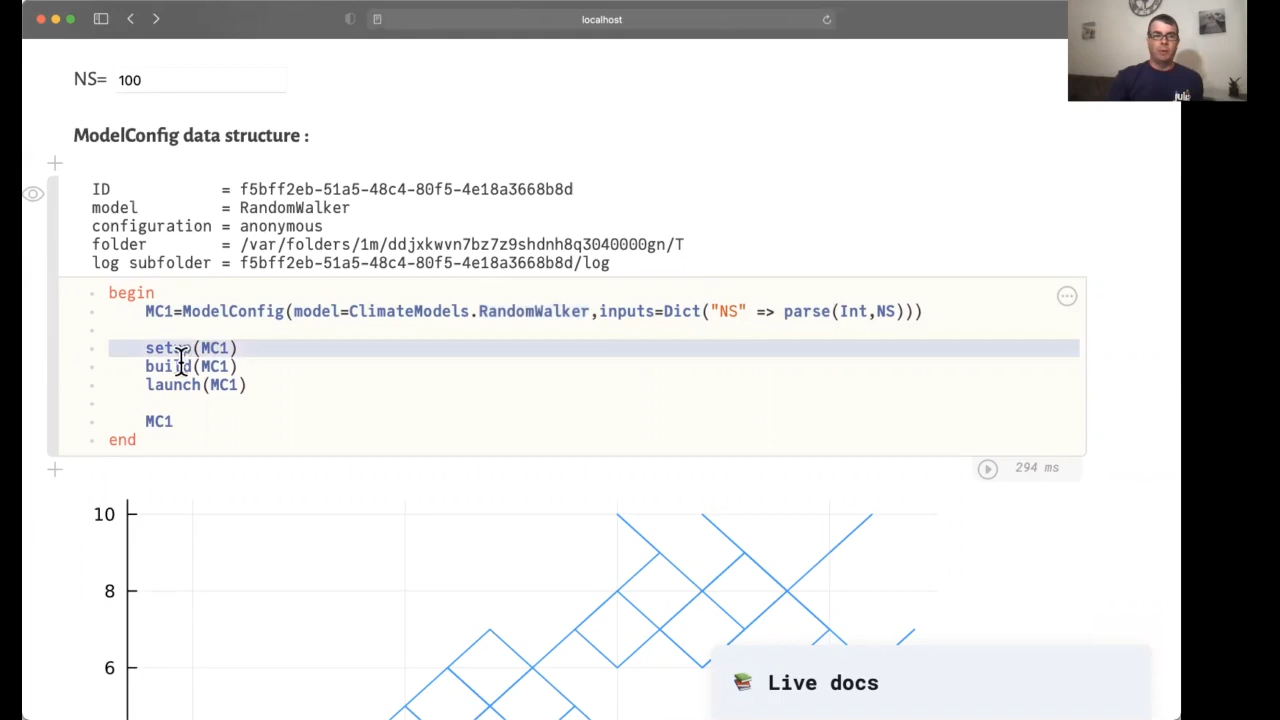 localhost
NS= 100
ModelConfig data structure :
ID = f5bff2eb-51a5-48c4-80f5-4e18a3668b8d
model = RandomWalker
configuration = anonymous
folder = /var/folders/1m/ddjxkwvn7bz7z9shdnh8q3040000gn/T
log subfolder = f5bff2eb-51a5-48c4-80f5-4e18a3668b8d/log
begin
MC1=ModelConfig(model=ClimateModels.RandomWalker,inputs=Dict("NS" => parse(Int,NS)))
setup(MC1)
build(MC1)
launch(MC1)
MC1
end
294 ms
10
8
6
Live docs